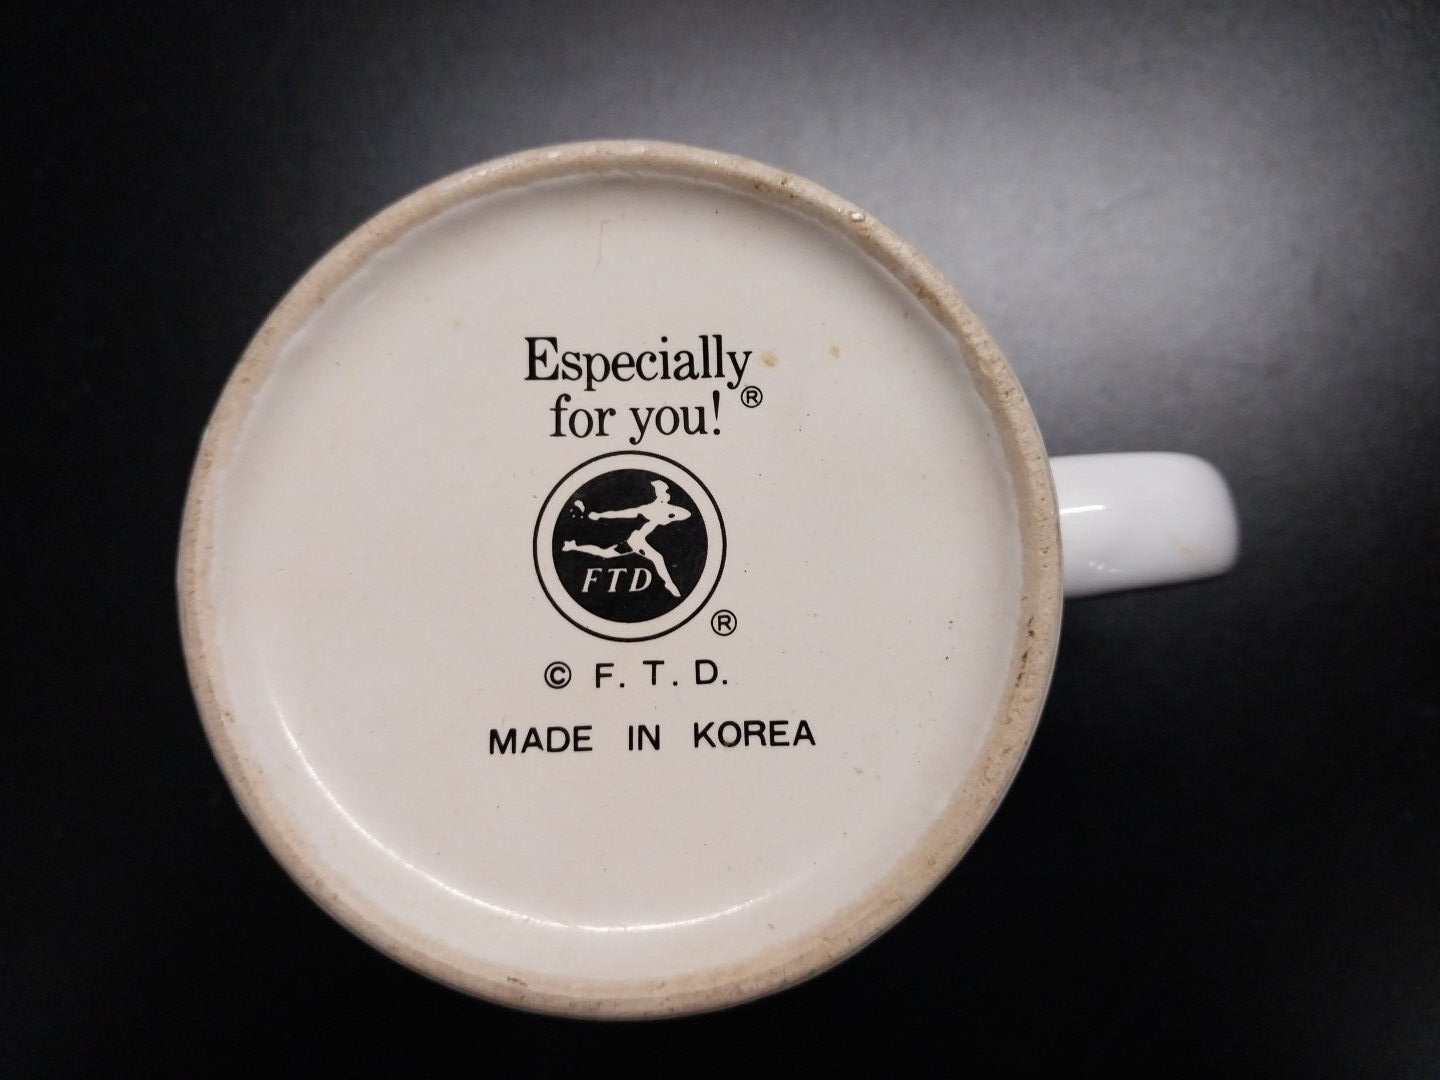 Especially
for you! ®
FTD
®
© F. T. D.
MADE IN KOREA